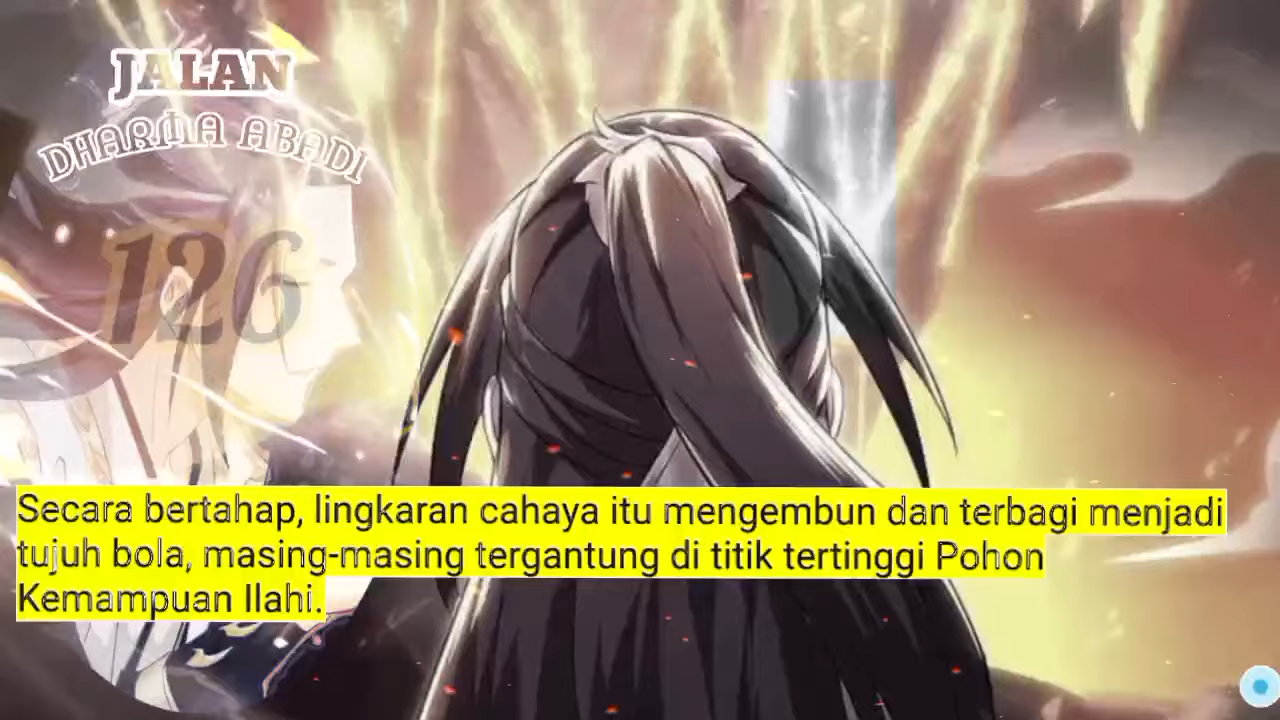 JALAN
DHARMA ABADI
126
Secara bertahap, lingkaran cahaya itu mengembun dan terbagi menjadi
tujuh bola, masing-masing tergantung di titik tertinggi Pohon
Kemampuan Ilahi.